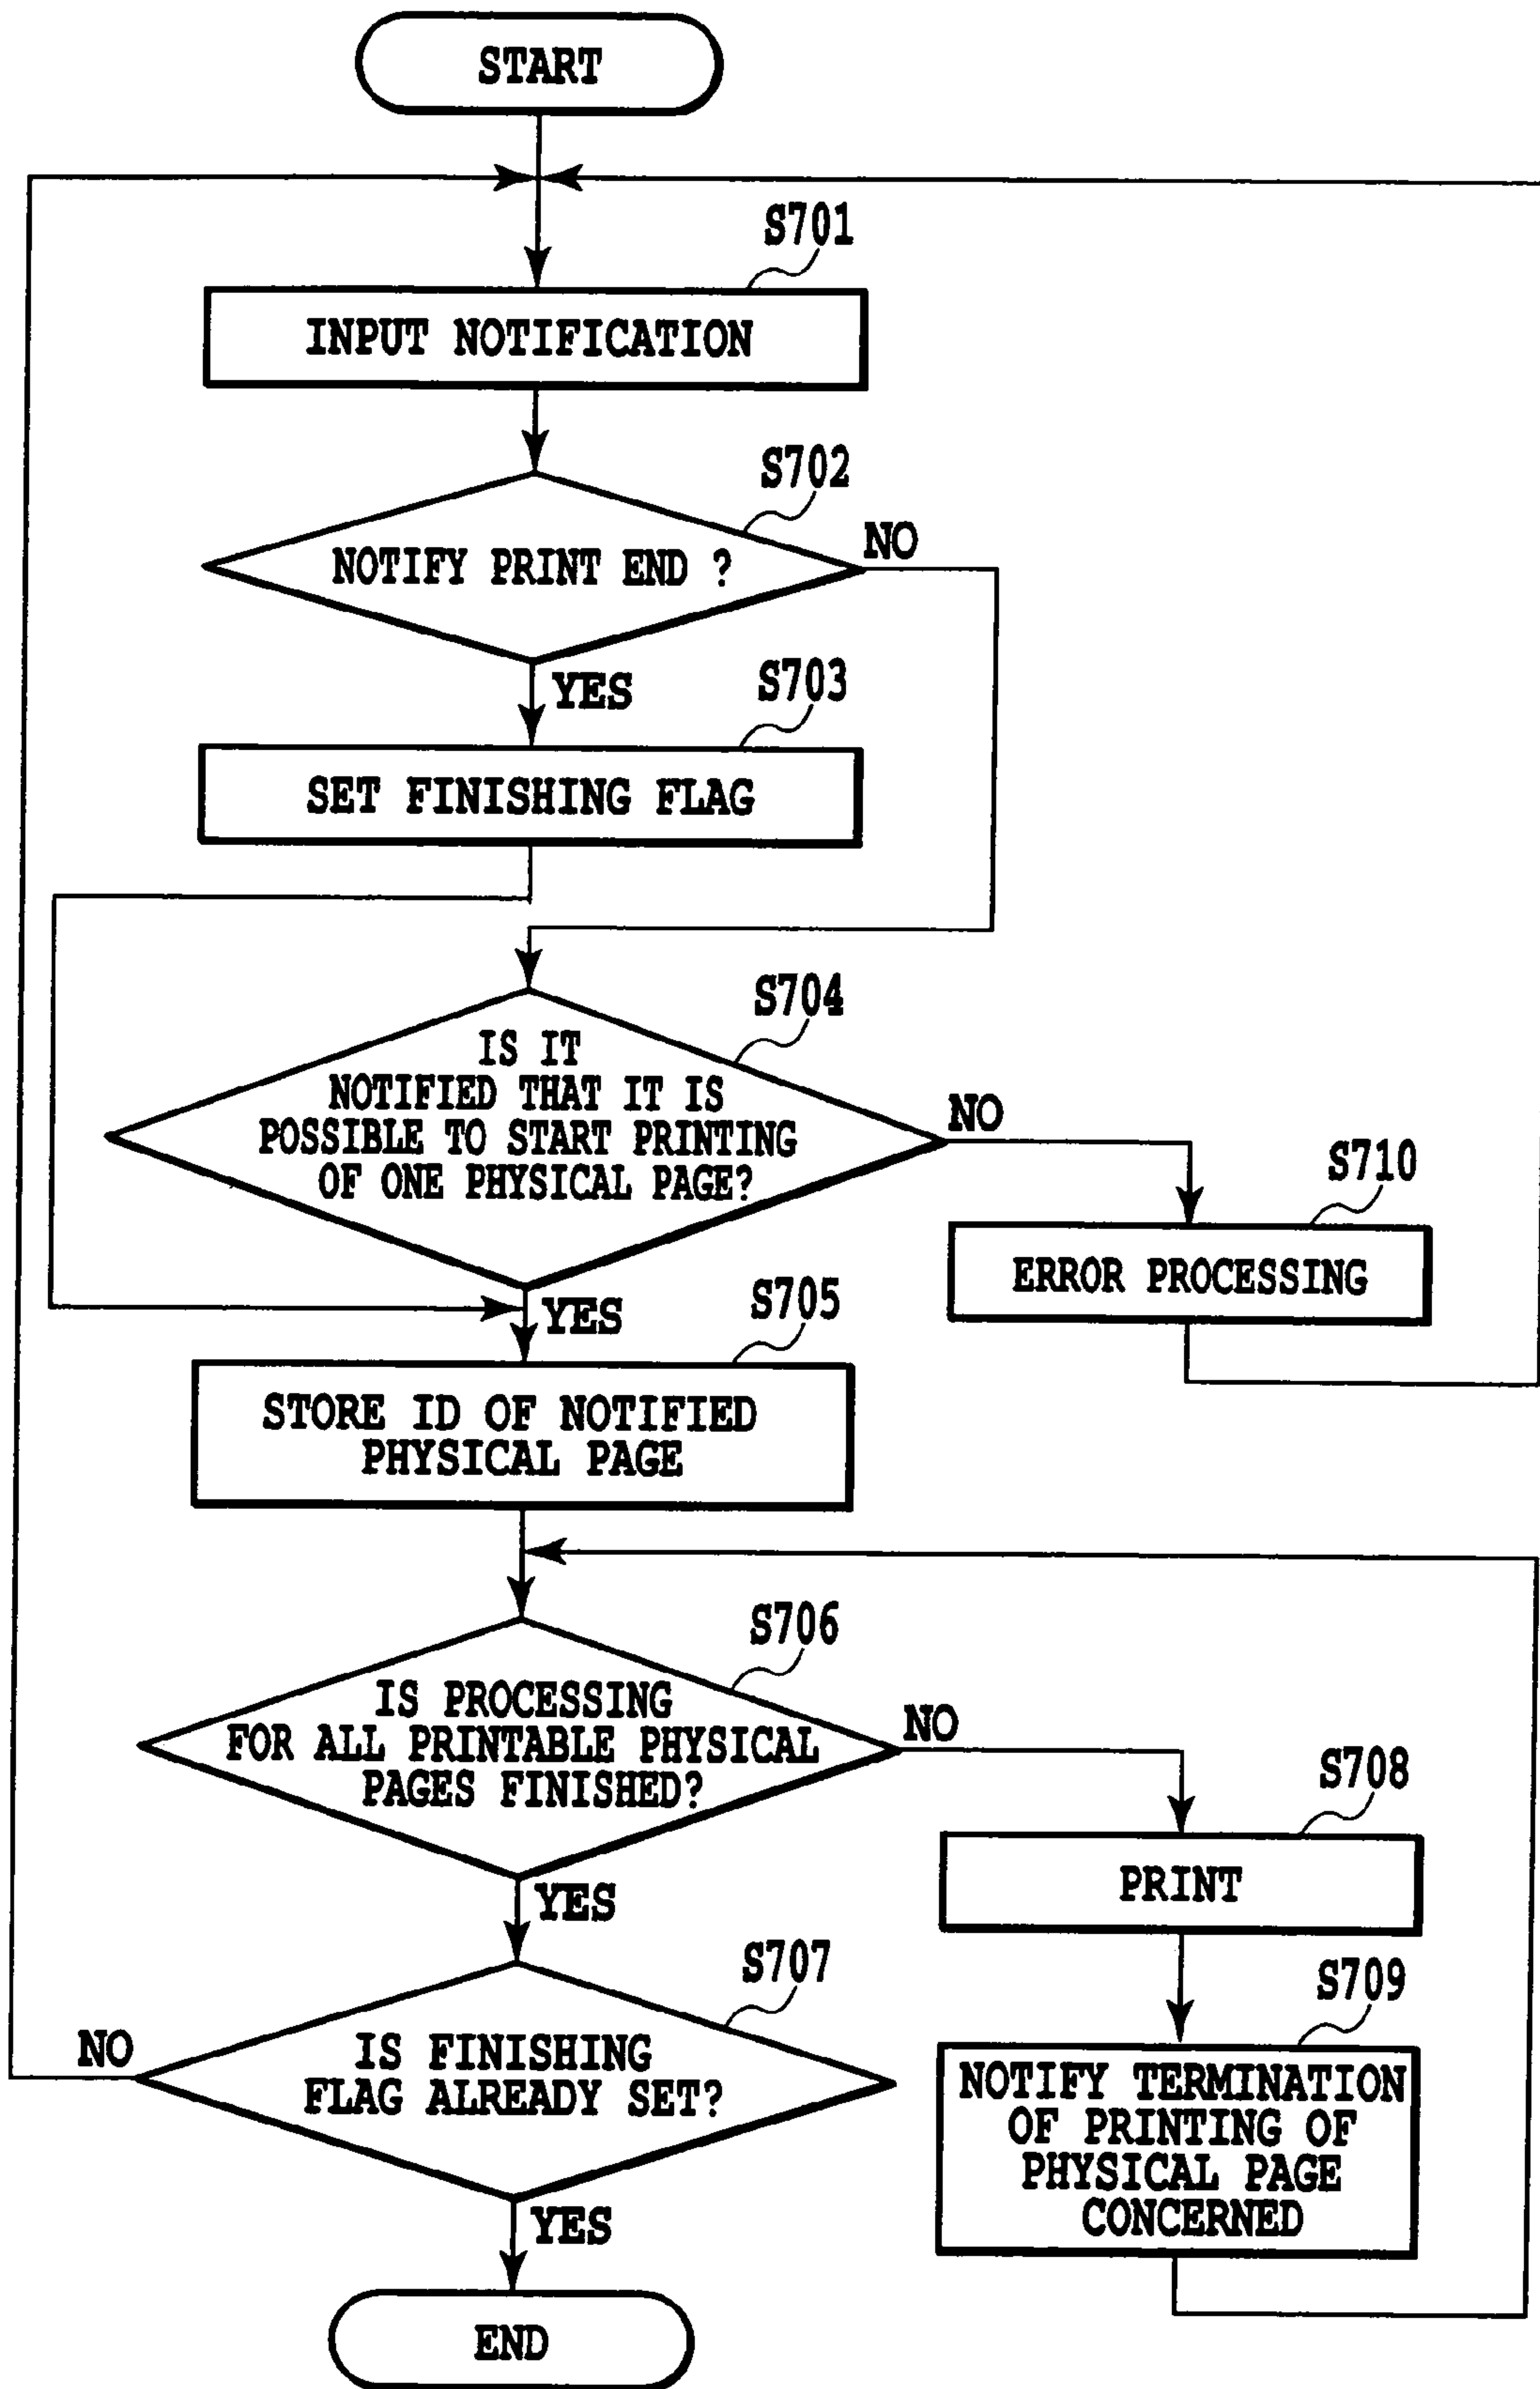 START
S701
INPUT NOTIFICATION
S702
NOTIFY PRINT END ?
NO
YES
S703
SET FINISHING FLAG
S704
IS IT
NOTIFIED THAT IT IS
POSSIBLE TO START PRINTING
OF ONE PHYSICAL PAGE?
NO
S710
ERROR PROCESSING
YES
S705
STORE ID OF NOTIFIED
PHYSICAL PAGE
S706
IS PROCESSING
FOR ALL PRINTABLE PHYSICAL
PAGES FINISHED?
NO
S708
PRINT
YES
S707
S709
IS FINISHING
FLAG ALREADY SET?
NO
NOTIFY TERMINATION
OF PRINTING OF
PHYSICAL PAGE
CONCERNED
YES
END